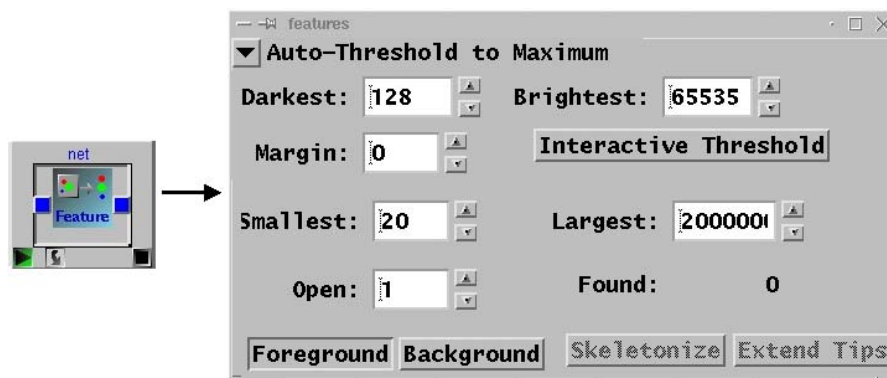 features
Auto-Threshold to Maximum
Darkest: 128 Brightest: 65535
Margin: 0 Interactive Threshold
net
Feature
Smallest: 20 Largest: 2000000
Open: 1 Found: 0
Foreground Background Skeletonize Extend Tips